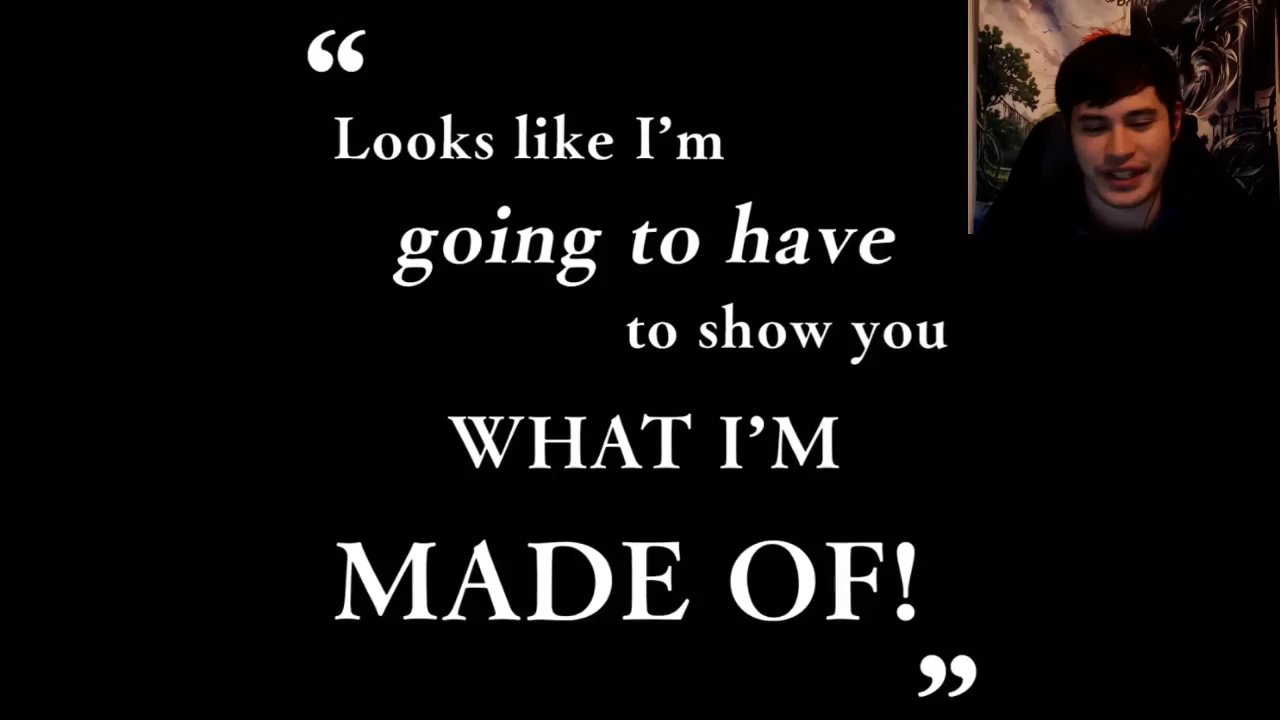 “
Looks like I’m
going to have
to show you
WHAT I’M
MADE OF!
”